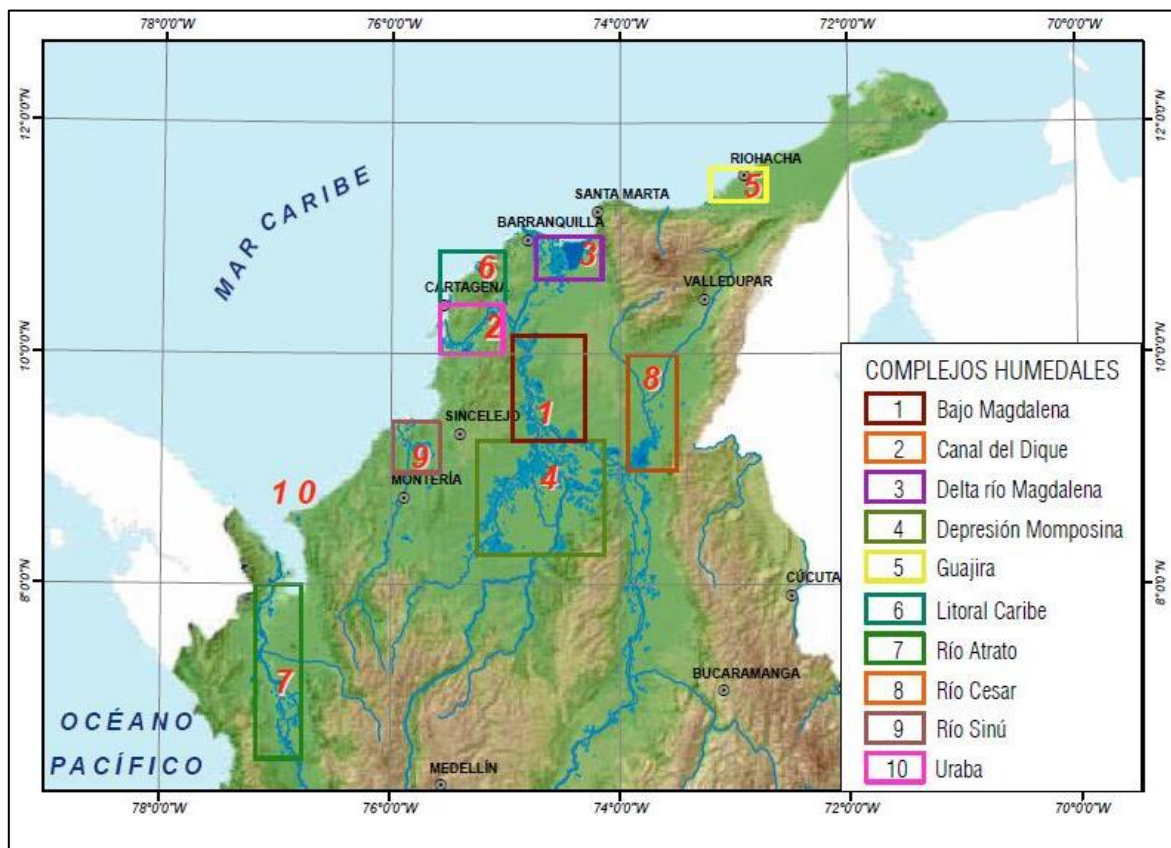 78°0'0"W 76°0'0"W 74°0'0"W 72°0'0"W 70°0'0"W
12°0'0"N
12°0'0"N
MAR CARIBE
RIOHACHA
5
SANTA MARTA
BARRANQUILLA
3
6
CARTAGENA
VALLEDUPAR
2
10°0'0"N
10°0'0"N
8
1
SINCELEJO
9
4
10
MONTERÍA
8°0'0"N
8°0'0"N
CÚCUTA
7
BUCARAMANGA
OCÉANO
PACÍFICO
MEDELLÍN
COMPLEJOS HUMEDALES
1 Bajo Magdalena
2 Canal del Dique
3 Delta río Magdalena
4 Depresión Momposina
5 Guajira
6 Litoral Caribe
7 Río Atrato
8 Río Cesar
9 Río Sinú
10 Uraba
78°0'0"W 76°0'0"W 74°0'0"W 72°0'0"W 70°0'0"W